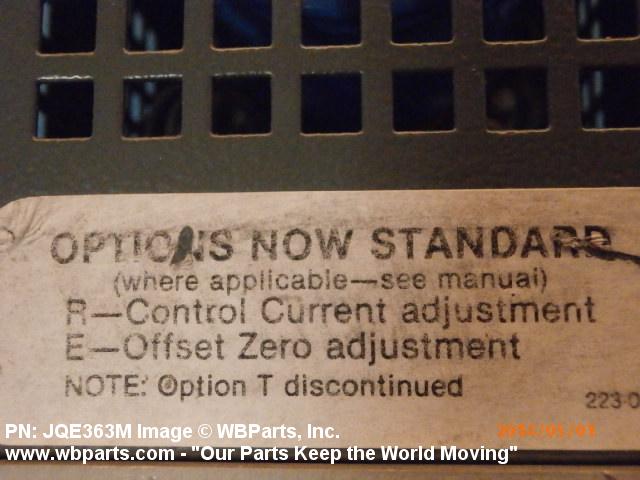 OPTIONS NOW STANDARD
(where applicable—see manual)
R—Control Current adjustment
E—Offset Zero adjustment
NOTE: Option T discontinued
223-0
PN: JQE363M Image © WBParts, Inc.
www.wbparts.com - "Our Parts Keep the World Moving"